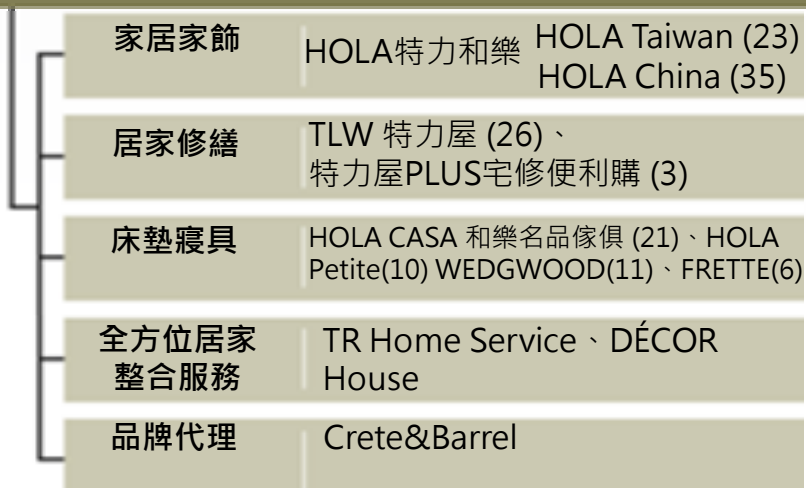 家居家飾
HOLA特力和樂
HOLA Taiwan (23)
HOLA China (35)
居家修繕
TLW 特力屋 (26)、
特力屋PLUS宅修便利購 (3)
床墊寢具
HOLA CASA 和樂名品傢俱 (21)、HOLA
Petite(10) WEDGWOOD(11)、FRETTE(6)
全方位居家
整合服務
TR Home Service、DÉCOR
House
品牌代理
Crete&Barrel